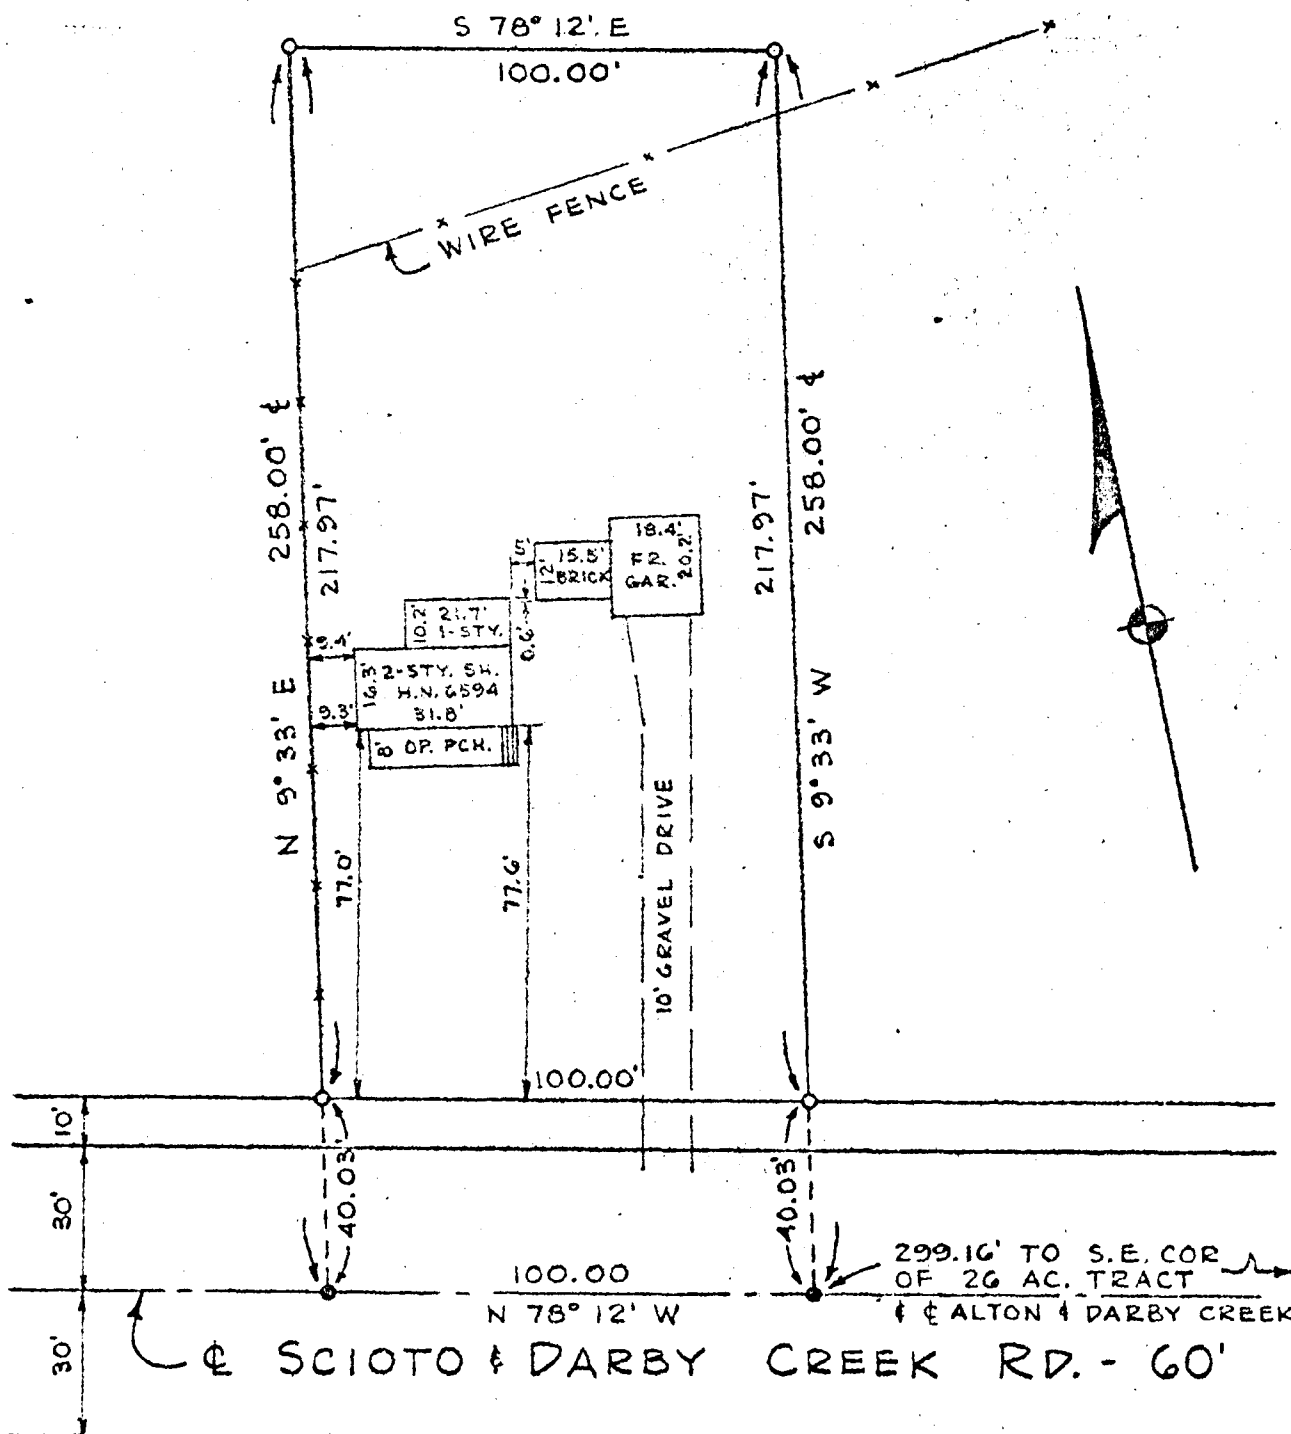 S 78° 12'. E
100.00'
WIRE FENCE
258.00' ℄
217.97'
N 9° 33' E
217.97'
258.00' ℄
S 9° 33' W
18.4'
FR.
GAR.
20.2'
15.5'
BRICK
12'
5'
0.6'
10.2'
21.7'
1-STY.
9.4'
16.3'
2-STY. SH.
H.N. 6594
31.8'
9.3'
8' OP. PCH.
77.0'
77.6'
10' GRAVEL DRIVE
100.00'
10'
30'
30'
40.03'
40.03'
299.16' TO S.E. COR
OF 26 AC. TRACT
& ℄ ALTON & DARBY CREEK
100.00
N 78° 12' W
℄ SCIOTO & DARBY CREEK RD. - 60'